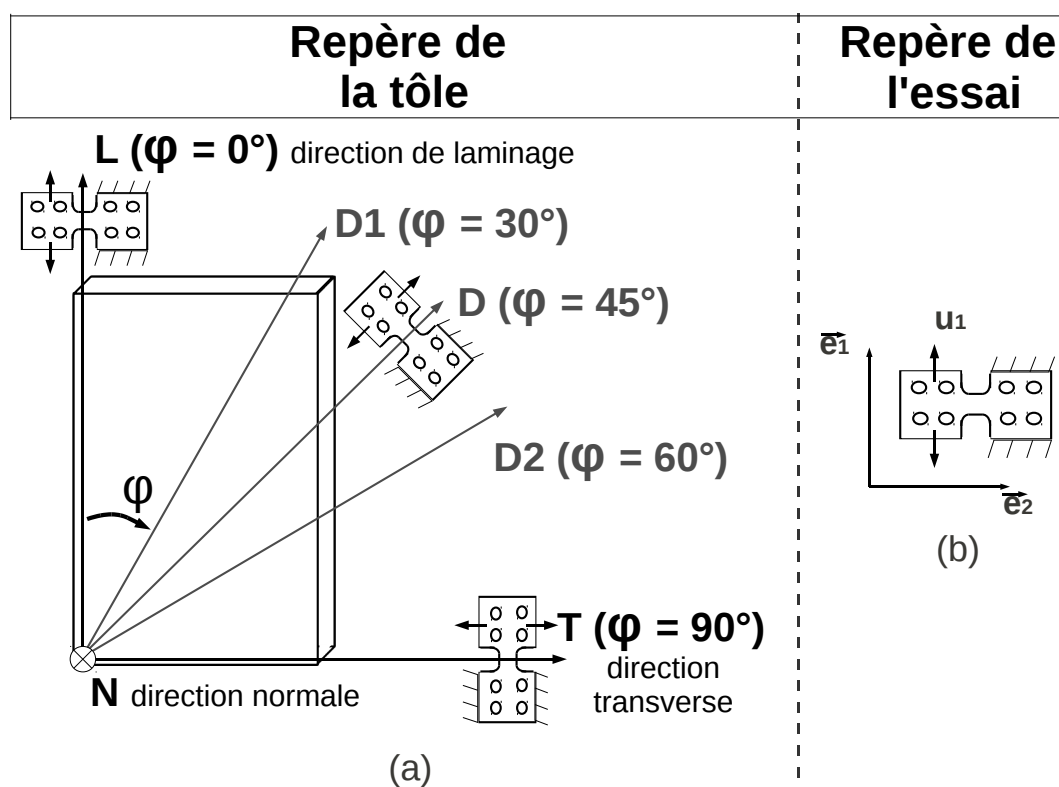 Repère de
la tôle
Repère de
l'essai
L (φ = 0°) direction de laminage
D1 (φ = 30°)
D (φ = 45°)
D2 (φ = 60°)
φ
T (φ = 90°)
direction
transverse
N direction normale
(a)
u1
e1
e2
(b)